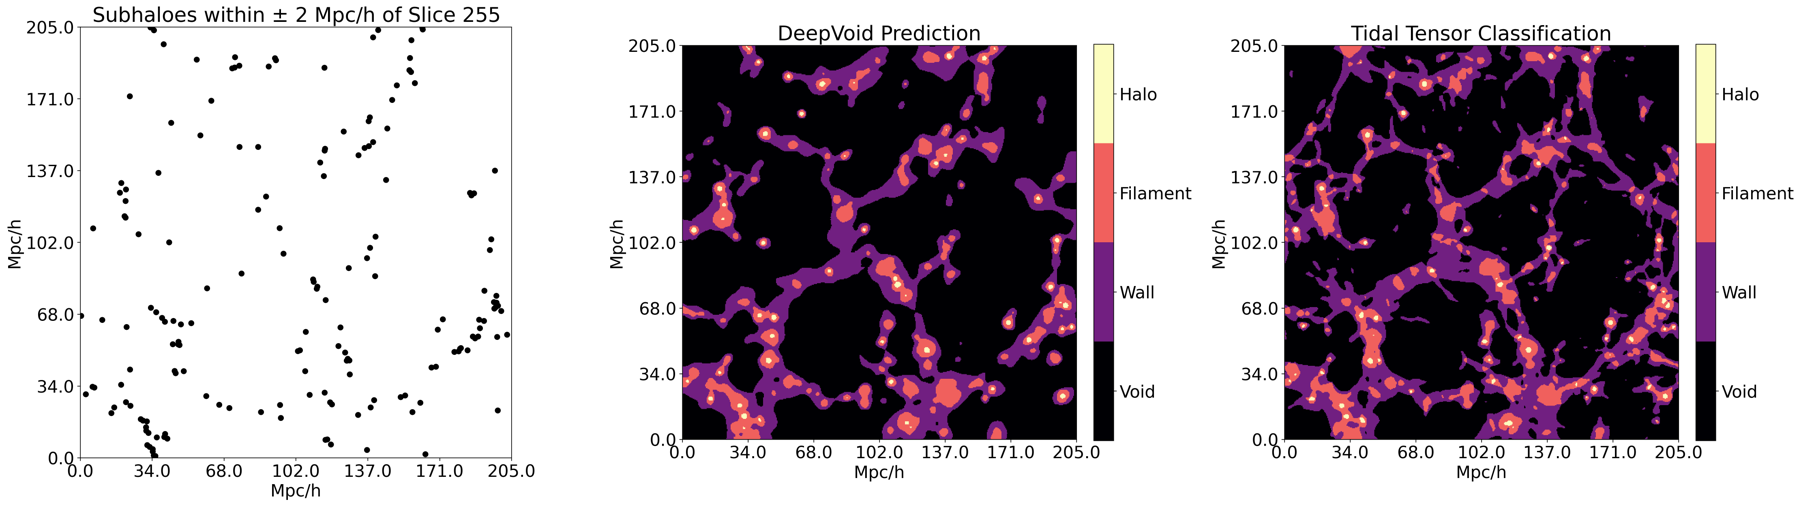 Subhaloes within ± 2 Mpc/h of Slice 255
205.0
171.0
137.0
102.0
68.0
34.0
0.0
Mpc/h
0.0 34.0 68.0 102.0 137.0 171.0 205.0
Mpc/h
DeepVoid Prediction
205.0
171.0
137.0
102.0
68.0
34.0
0.0
Mpc/h
0.0 34.0 68.0 102.0 137.0 171.0 205.0
Mpc/h
Halo
Filament
Wall
Void
Tidal Tensor Classification
205.0
171.0
137.0
102.0
68.0
34.0
0.0
Mpc/h
0.0 34.0 68.0 102.0 137.0 171.0 205.0
Mpc/h
Halo
Filament
Wall
Void